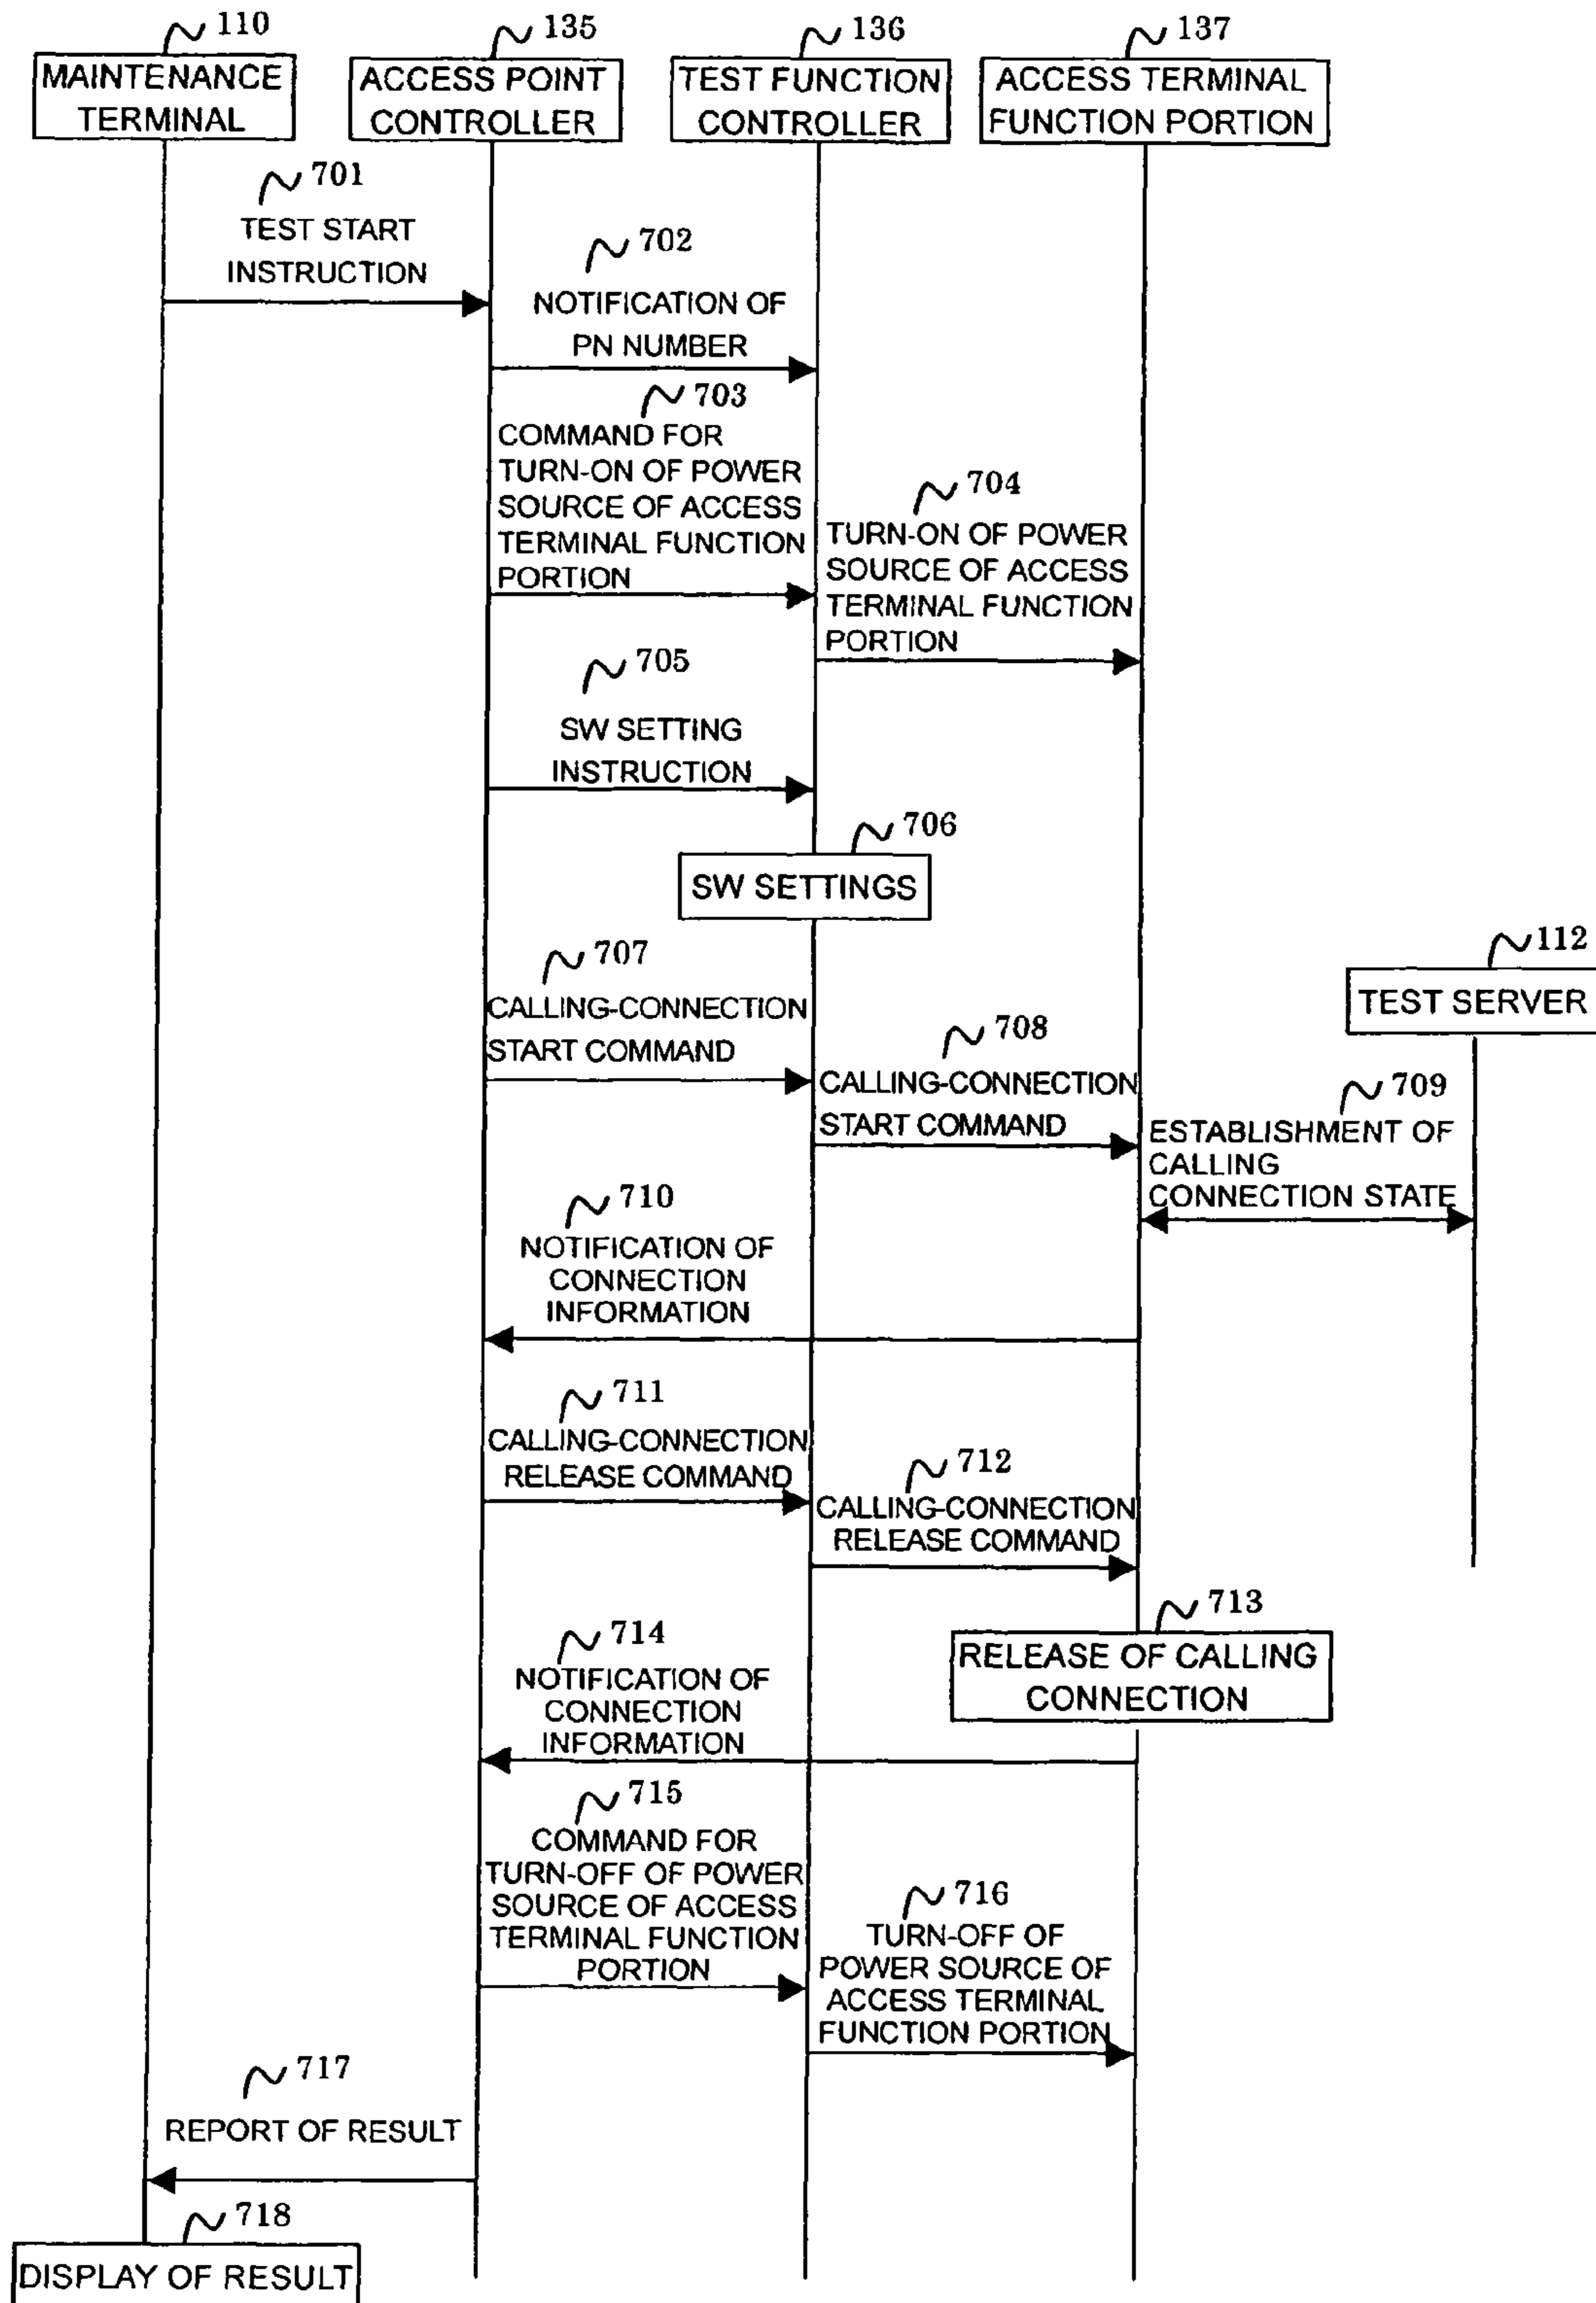 110
MAINTENANCE
TERMINAL
135
ACCESS POINT
CONTROLLER
136
TEST FUNCTION
CONTROLLER
137
ACCESS TERMINAL
FUNCTION PORTION
701
TEST START
INSTRUCTION
702
NOTIFICATION OF
PN NUMBER
703
COMMAND FOR
TURN-ON OF POWER
SOURCE OF ACCESS
TERMINAL FUNCTION
PORTION
704
TURN-ON OF POWER
SOURCE OF ACCESS
TERMINAL FUNCTION
PORTION
705
SW SETTING
INSTRUCTION
706
SW SETTINGS
112
TEST SERVER
707
CALLING-CONNECTION
START COMMAND
708
CALLING-CONNECTION
START COMMAND
709
ESTABLISHMENT OF
CALLING
CONNECTION STATE
710
NOTIFICATION OF
CONNECTION
INFORMATION
711
CALLING-CONNECTION
RELEASE COMMAND
712
CALLING-CONNECTION
RELEASE COMMAND
713
RELEASE OF CALLING
CONNECTION
714
NOTIFICATION OF
CONNECTION
INFORMATION
715
COMMAND FOR
TURN-OFF OF POWER
SOURCE OF ACCESS
TERMINAL FUNCTION
PORTION
716
TURN-OFF OF
POWER SOURCE OF
ACCESS TERMINAL
FUNCTION PORTION
717
REPORT OF RESULT
718
DISPLAY OF RESULT